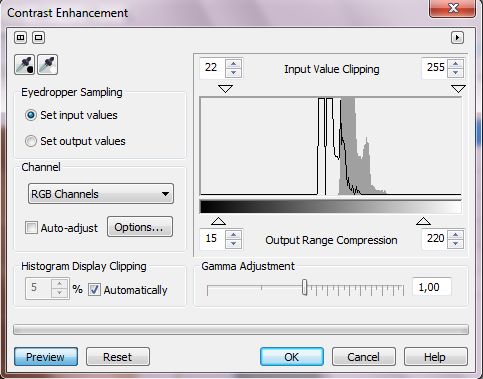 Contrast Enhancement
22 Input Value Clipping 255
Eyedropper Sampling
Set input values
Set output values
Channel
RGB Channels
Auto-adjust Options...
15 Output Range Compression 220
Histogram Display Clipping
5 % Automatically
Gamma Adjustment
1,00
Preview Reset OK Cancel Help